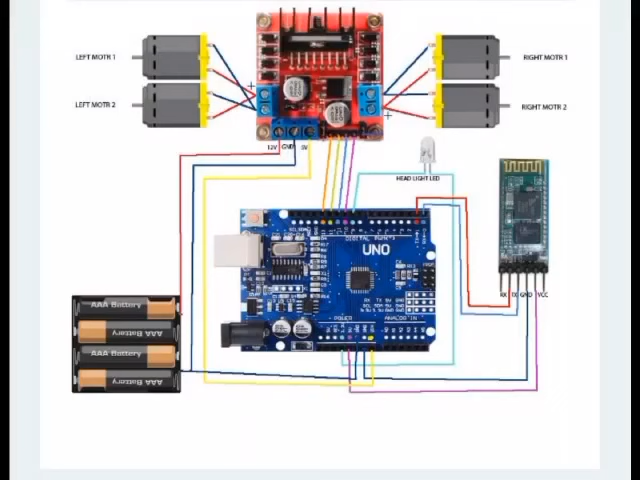 LEFT MOTR 1
RIGHT MOTR 1
LEFT MOTR 2
RIGHT MOTR 2
12V GND 5V
HEAD LIGHT LED
DIGITAL
UNO
RX TX GND VCC
AAA Battery
AAA Battery
AAA Battery
AAA Battery
POWER
ANALOG IN